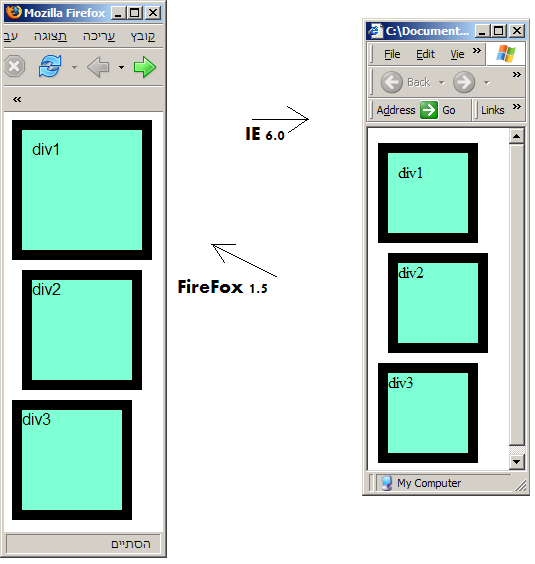 Mozilla Firefox
קובץ עריכה תצוגה עב
«
div1
div2
div3
הסתיים
IE 6.0
FireFox 1.5
C:\Document...
File Edit Vie »
Back »
Address Go Links »
div1
div2
div3
My Computer